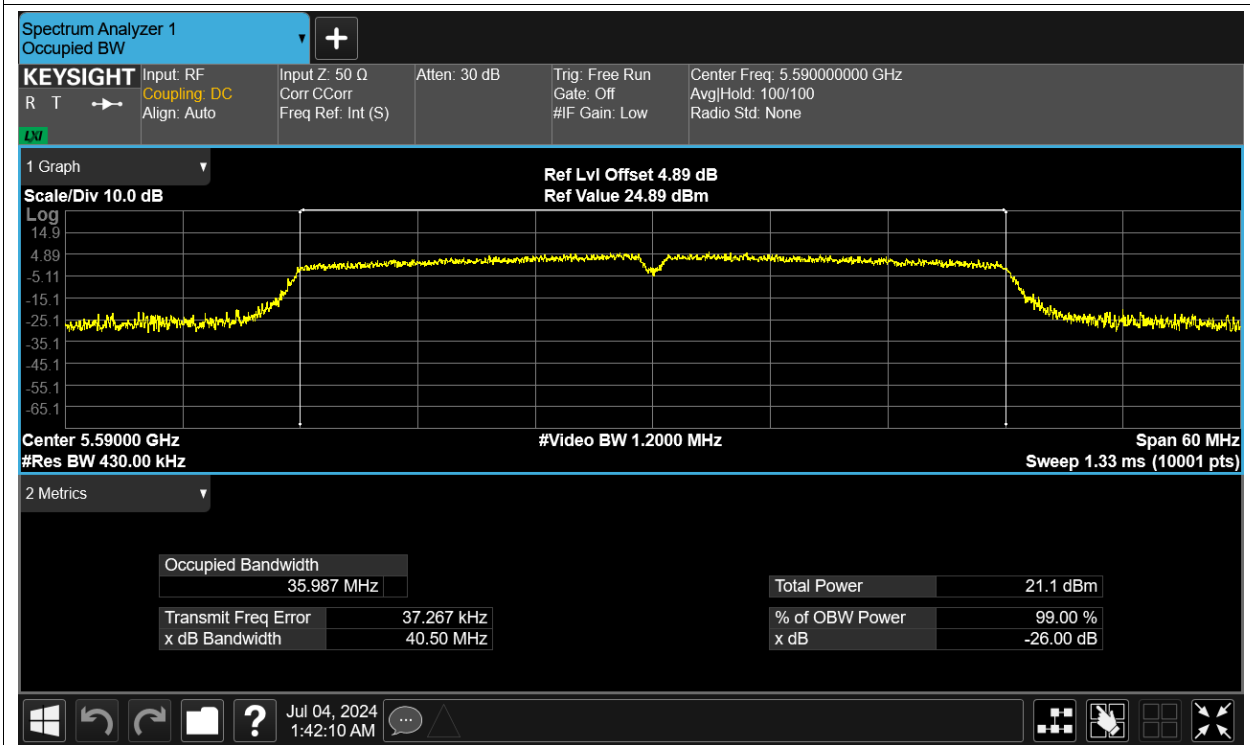 Spectrum Analyzer 1
Occupied BW
KEYSIGHT
R T
LXI
Input: RF
Coupling: DC
Align: Auto
Input Z: 50 Ω
Corr CCorr
Freq Ref: Int (S)
Atten: 30 dB
Trig: Free Run
Gate: Off
#IF Gain: Low
Center Freq: 5.590000000 GHz
Avg|Hold: 100/100
Radio Std: None
1 Graph
Scale/Div 10.0 dB
Ref Lvl Offset 4.89 dB
Ref Value 24.89 dBm
Log
14.9
4.89
-5.11
-15.1
-25.1
-35.1
-45.1
-55.1
-65.1
Center 5.59000 GHz
#Video BW 1.2000 MHz
Span 60 MHz
#Res BW 430.00 kHz
Sweep 1.33 ms (10001 pts)
2 Metrics
Occupied Bandwidth
35.987 MHz
Transmit Freq Error 37.267 kHz
x dB Bandwidth 40.50 MHz
Total Power 21.1 dBm
% of OBW Power 99.00 %
x dB -26.00 dB
?
Jul 04, 2024
1:42:10 AM